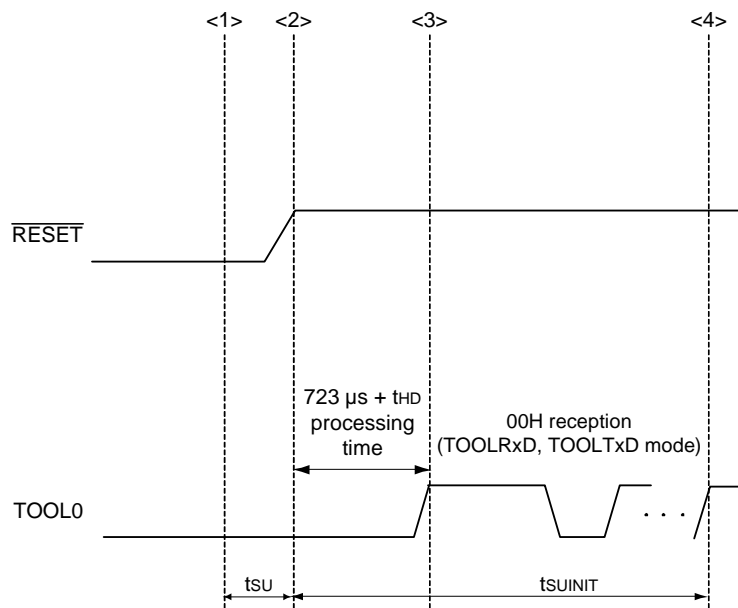 <1> <2> <3> <4>
RESET
723 µs + tHD
processing
time
00H reception
(TOOLRxD, TOOLTxD mode)
TOOL0
. . .
tSU
tSUINIT